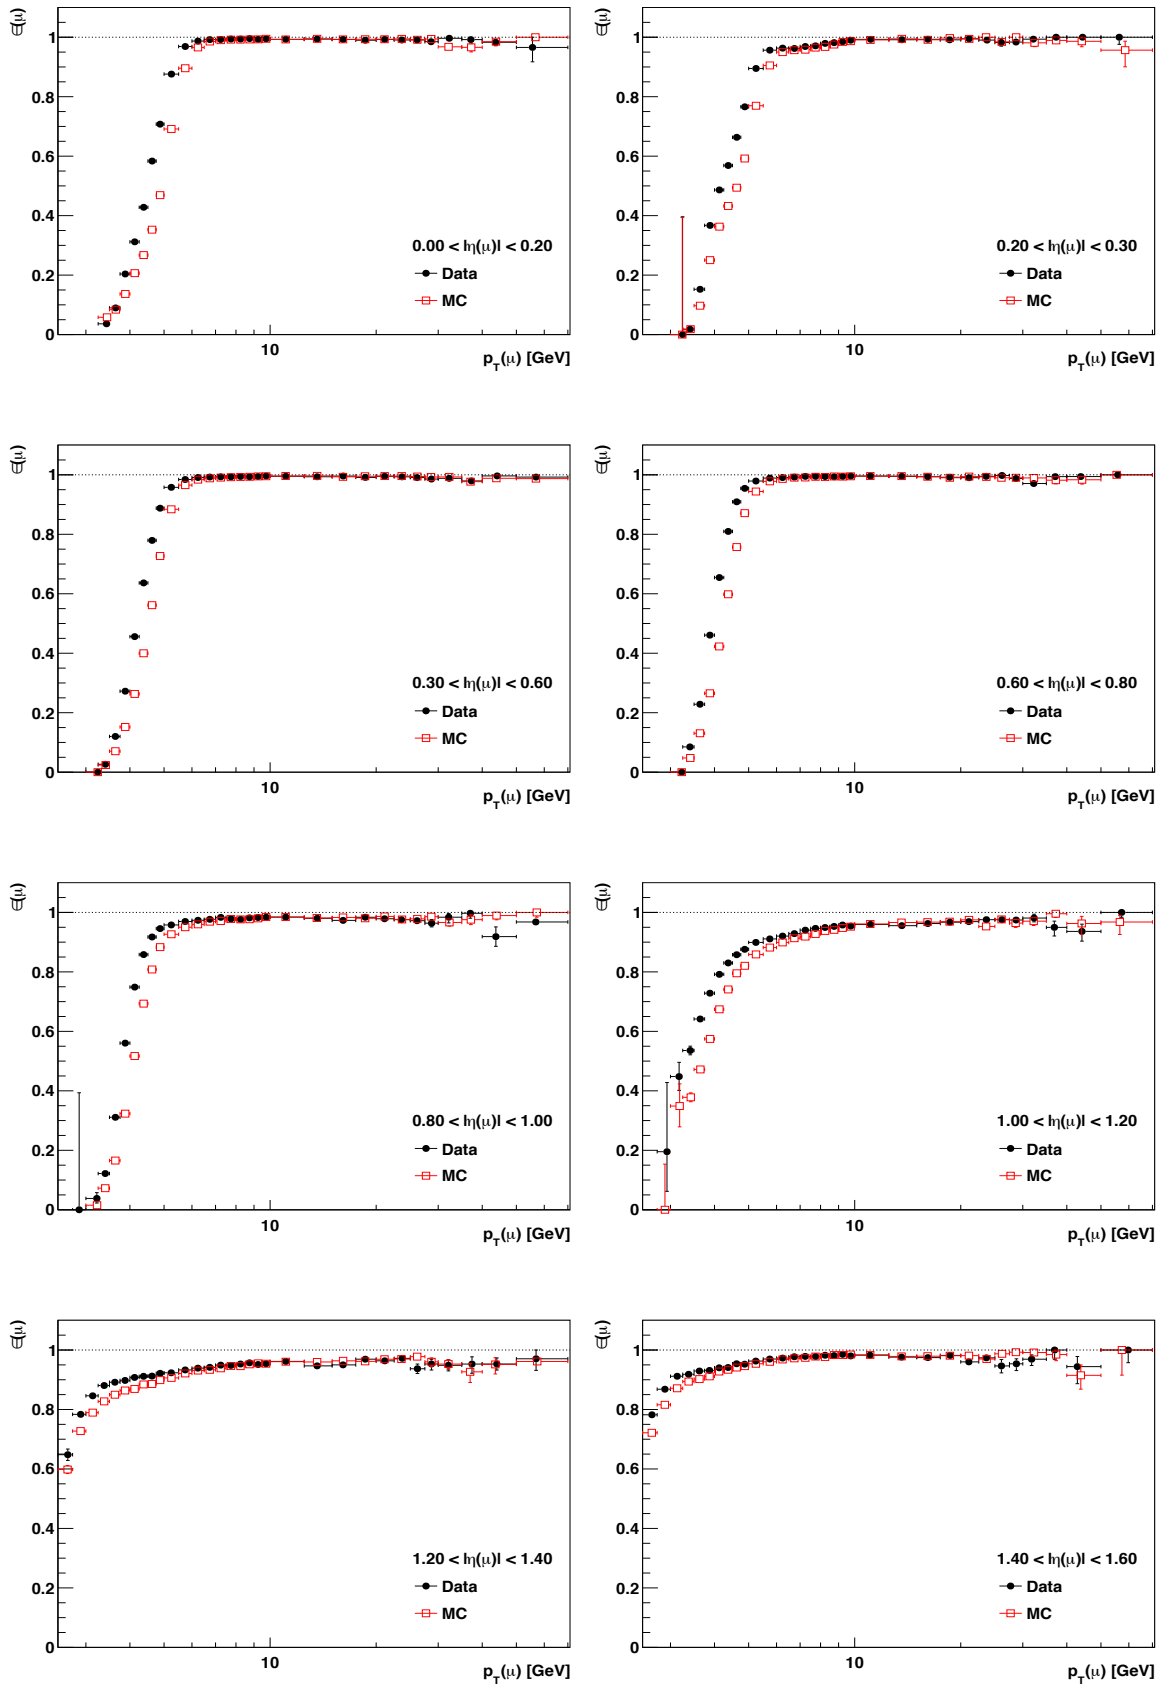 ∈(μ)
1
0.8
0.6
0.4
0.2
0
0.00 < |η(μ)| < 0.20
Data
MC
10
p_T(μ) [GeV]
∈(μ)
1
0.8
0.6
0.4
0.2
0
0.20 < |η(μ)| < 0.30
Data
MC
10
p_T(μ) [GeV]
∈(μ)
1
0.8
0.6
0.4
0.2
0
0.30 < |η(μ)| < 0.60
Data
MC
10
p_T(μ) [GeV]
∈(μ)
1
0.8
0.6
0.4
0.2
0
0.60 < |η(μ)| < 0.80
Data
MC
10
p_T(μ) [GeV]
∈(μ)
1
0.8
0.6
0.4
0.2
0
0.80 < |η(μ)| < 1.00
Data
MC
10
p_T(μ) [GeV]
∈(μ)
1
0.8
0.6
0.4
0.2
0
1.00 < |η(μ)| < 1.20
Data
MC
10
p_T(μ) [GeV]
∈(μ)
1
0.8
0.6
0.4
0.2
0
1.20 < |η(μ)| < 1.40
Data
MC
10
p_T(μ) [GeV]
∈(μ)
1
0.8
0.6
0.4
0.2
0
1.40 < |η(μ)| < 1.60
Data
MC
10
p_T(μ) [GeV]